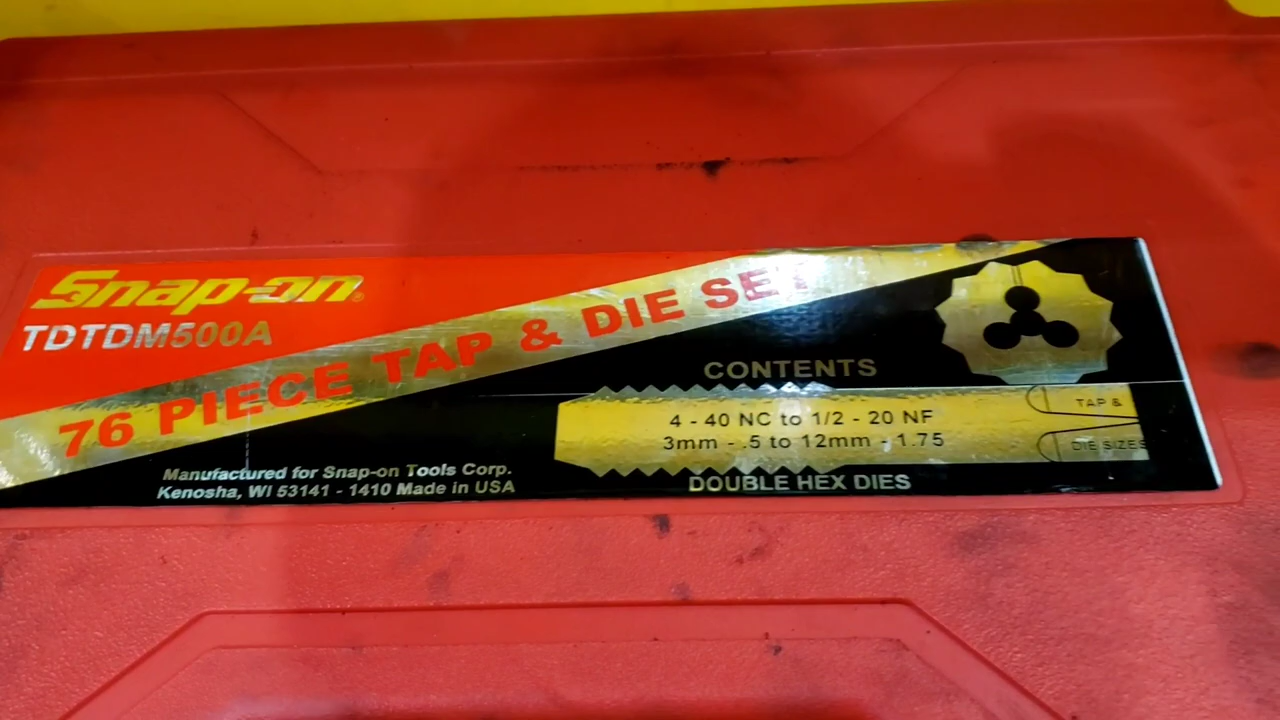 Snap-on®
TDTDM500A
76 PIECE TAP & DIE SET
CONTENTS
TAP &
DIE SIZES
4 - 40 NC to 1/2 - 20 NF
3mm - .5 to 12mm - 1.75
DOUBLE HEX DIES
Manufactured for Snap-on Tools Corp.
Kenosha, WI 53141 - 1410 Made in USA